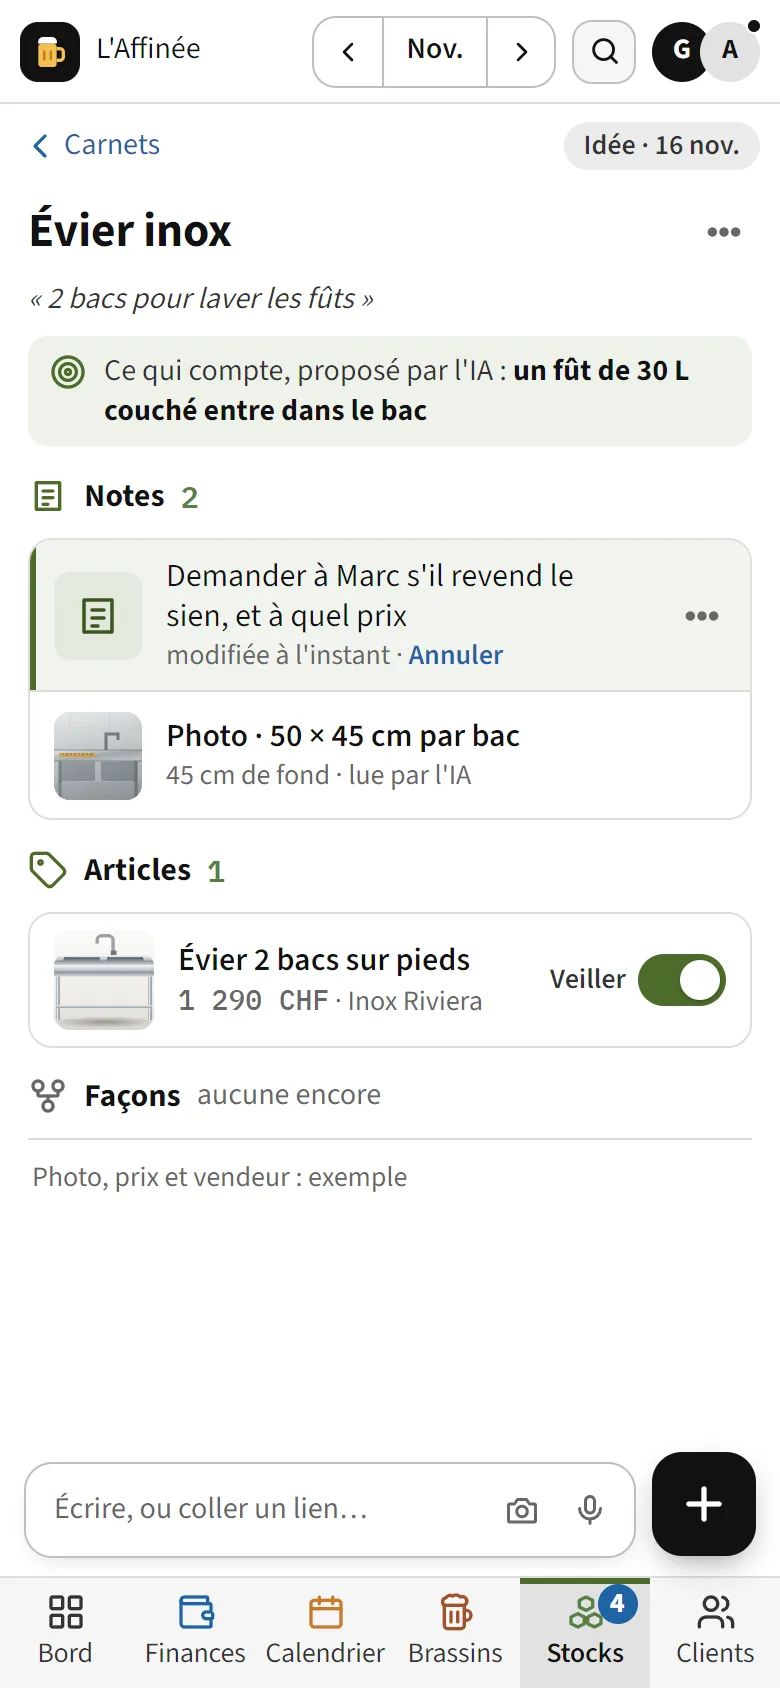 L'Affinée
Nov.
G
A
Carnets
Idée · 16 nov.
Évier inox
« 2 bacs pour laver les fûts »
Ce qui compte, proposé par l'IA : un fût de 30 L
couché entre dans le bac
Notes 2
Demander à Marc s'il revend le
sien, et à quel prix
modifiée à l'instant · Annuler
Photo · 50 × 45 cm par bac
45 cm de fond · lue par l'IA
Articles 1
Évier 2 bacs sur pieds
1 290 CHF · Inox Riviera
Veiller
Façons aucune encore
Photo, prix et vendeur : exemple
Écrire, ou coller un lien…
4
Bord
Finances
Calendrier
Brassins
Stocks
Clients